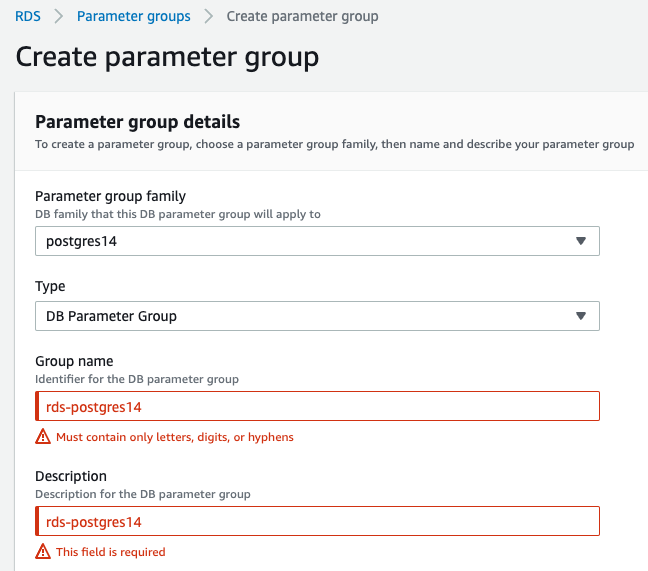 RDS > Parameter groups > Create parameter group
Create parameter group
Parameter group details
To create a parameter group, choose a parameter group family, then name and describe your parameter group
Parameter group family
DB family that this DB parameter group will apply to
postgres14
Type
DB Parameter Group
Group name
Identifier for the DB parameter group
rds-postgres14
Must contain only letters, digits, or hyphens
Description
Description for the DB parameter group
rds-postgres14
This field is required